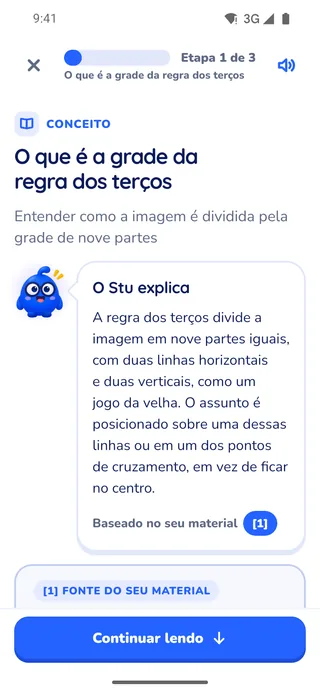 9:41
3G
Etapa 1 de 3
O que é a grade da regra dos terços
CONCEITO
O que é a grade da
regra dos terços
Entender como a imagem é dividida pela
grade de nove partes
O Stu explica
A regra dos terços divide a
imagem em nove partes iguais,
com duas linhas horizontais
e duas verticais, como um
jogo da velha. O assunto é
posicionado sobre uma dessas
linhas ou em um dos pontos
de cruzamento, em vez de ficar
no centro.
Baseado no seu material [1]
[1] FONTE DO SEU MATERIAL
Continuar lendo ↓